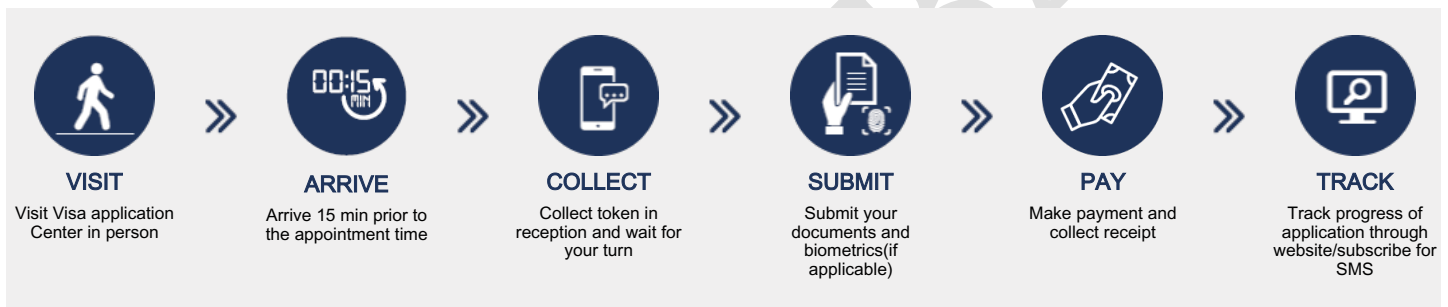 00:15
MIN
VISIT
Visit Visa application
Center in person
ARRIVE
Arrive 15 min prior to
the appointment time
COLLECT
Collect token in
reception and wait for
your turn
SUBMIT
Submit your
documents and
biometrics(if
applicable)
PAY
Make payment and
collect receipt
TRACK
Track progress of
application through
website/subscribe for
SMS